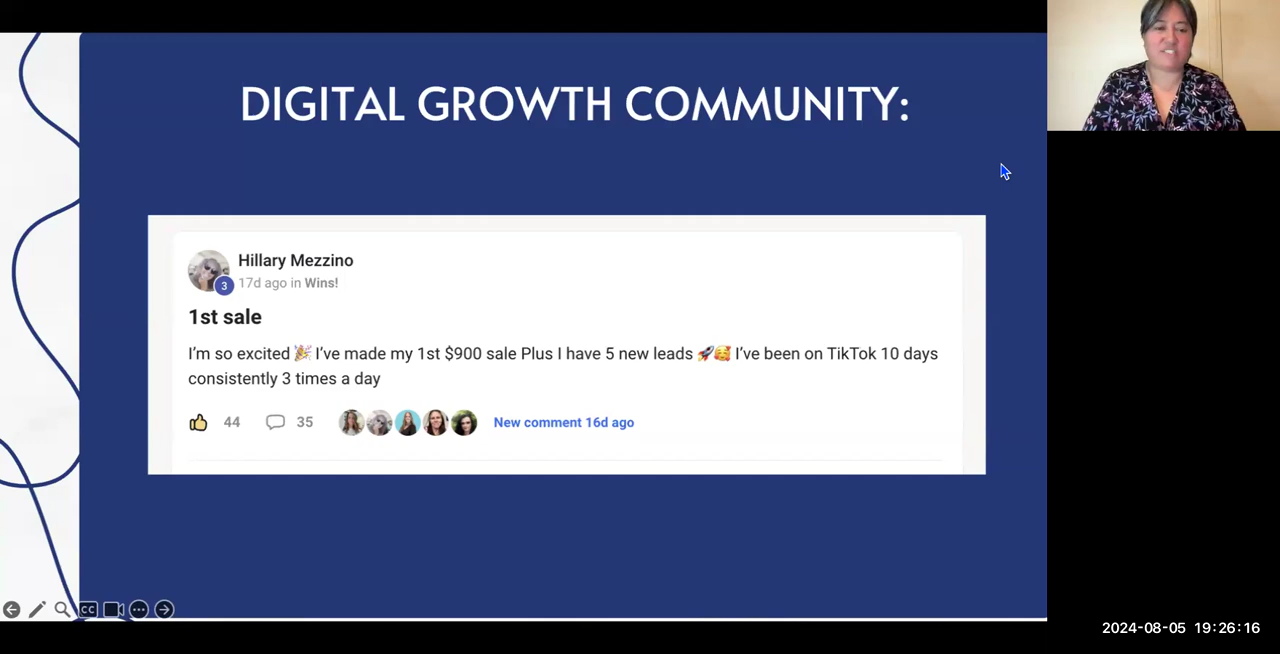 DIGITAL GROWTH COMMUNITY:
Hillary Mezzino
3
17d ago in Wins!
1st sale
I'm so excited 🎉 I've made my 1st $900 sale Plus I have 5 new leads 🚀🥰 I've been on TikTok 10 days
consistently 3 times a day
44 35 New comment 16d ago
CC
2024-08-05 19:26:16